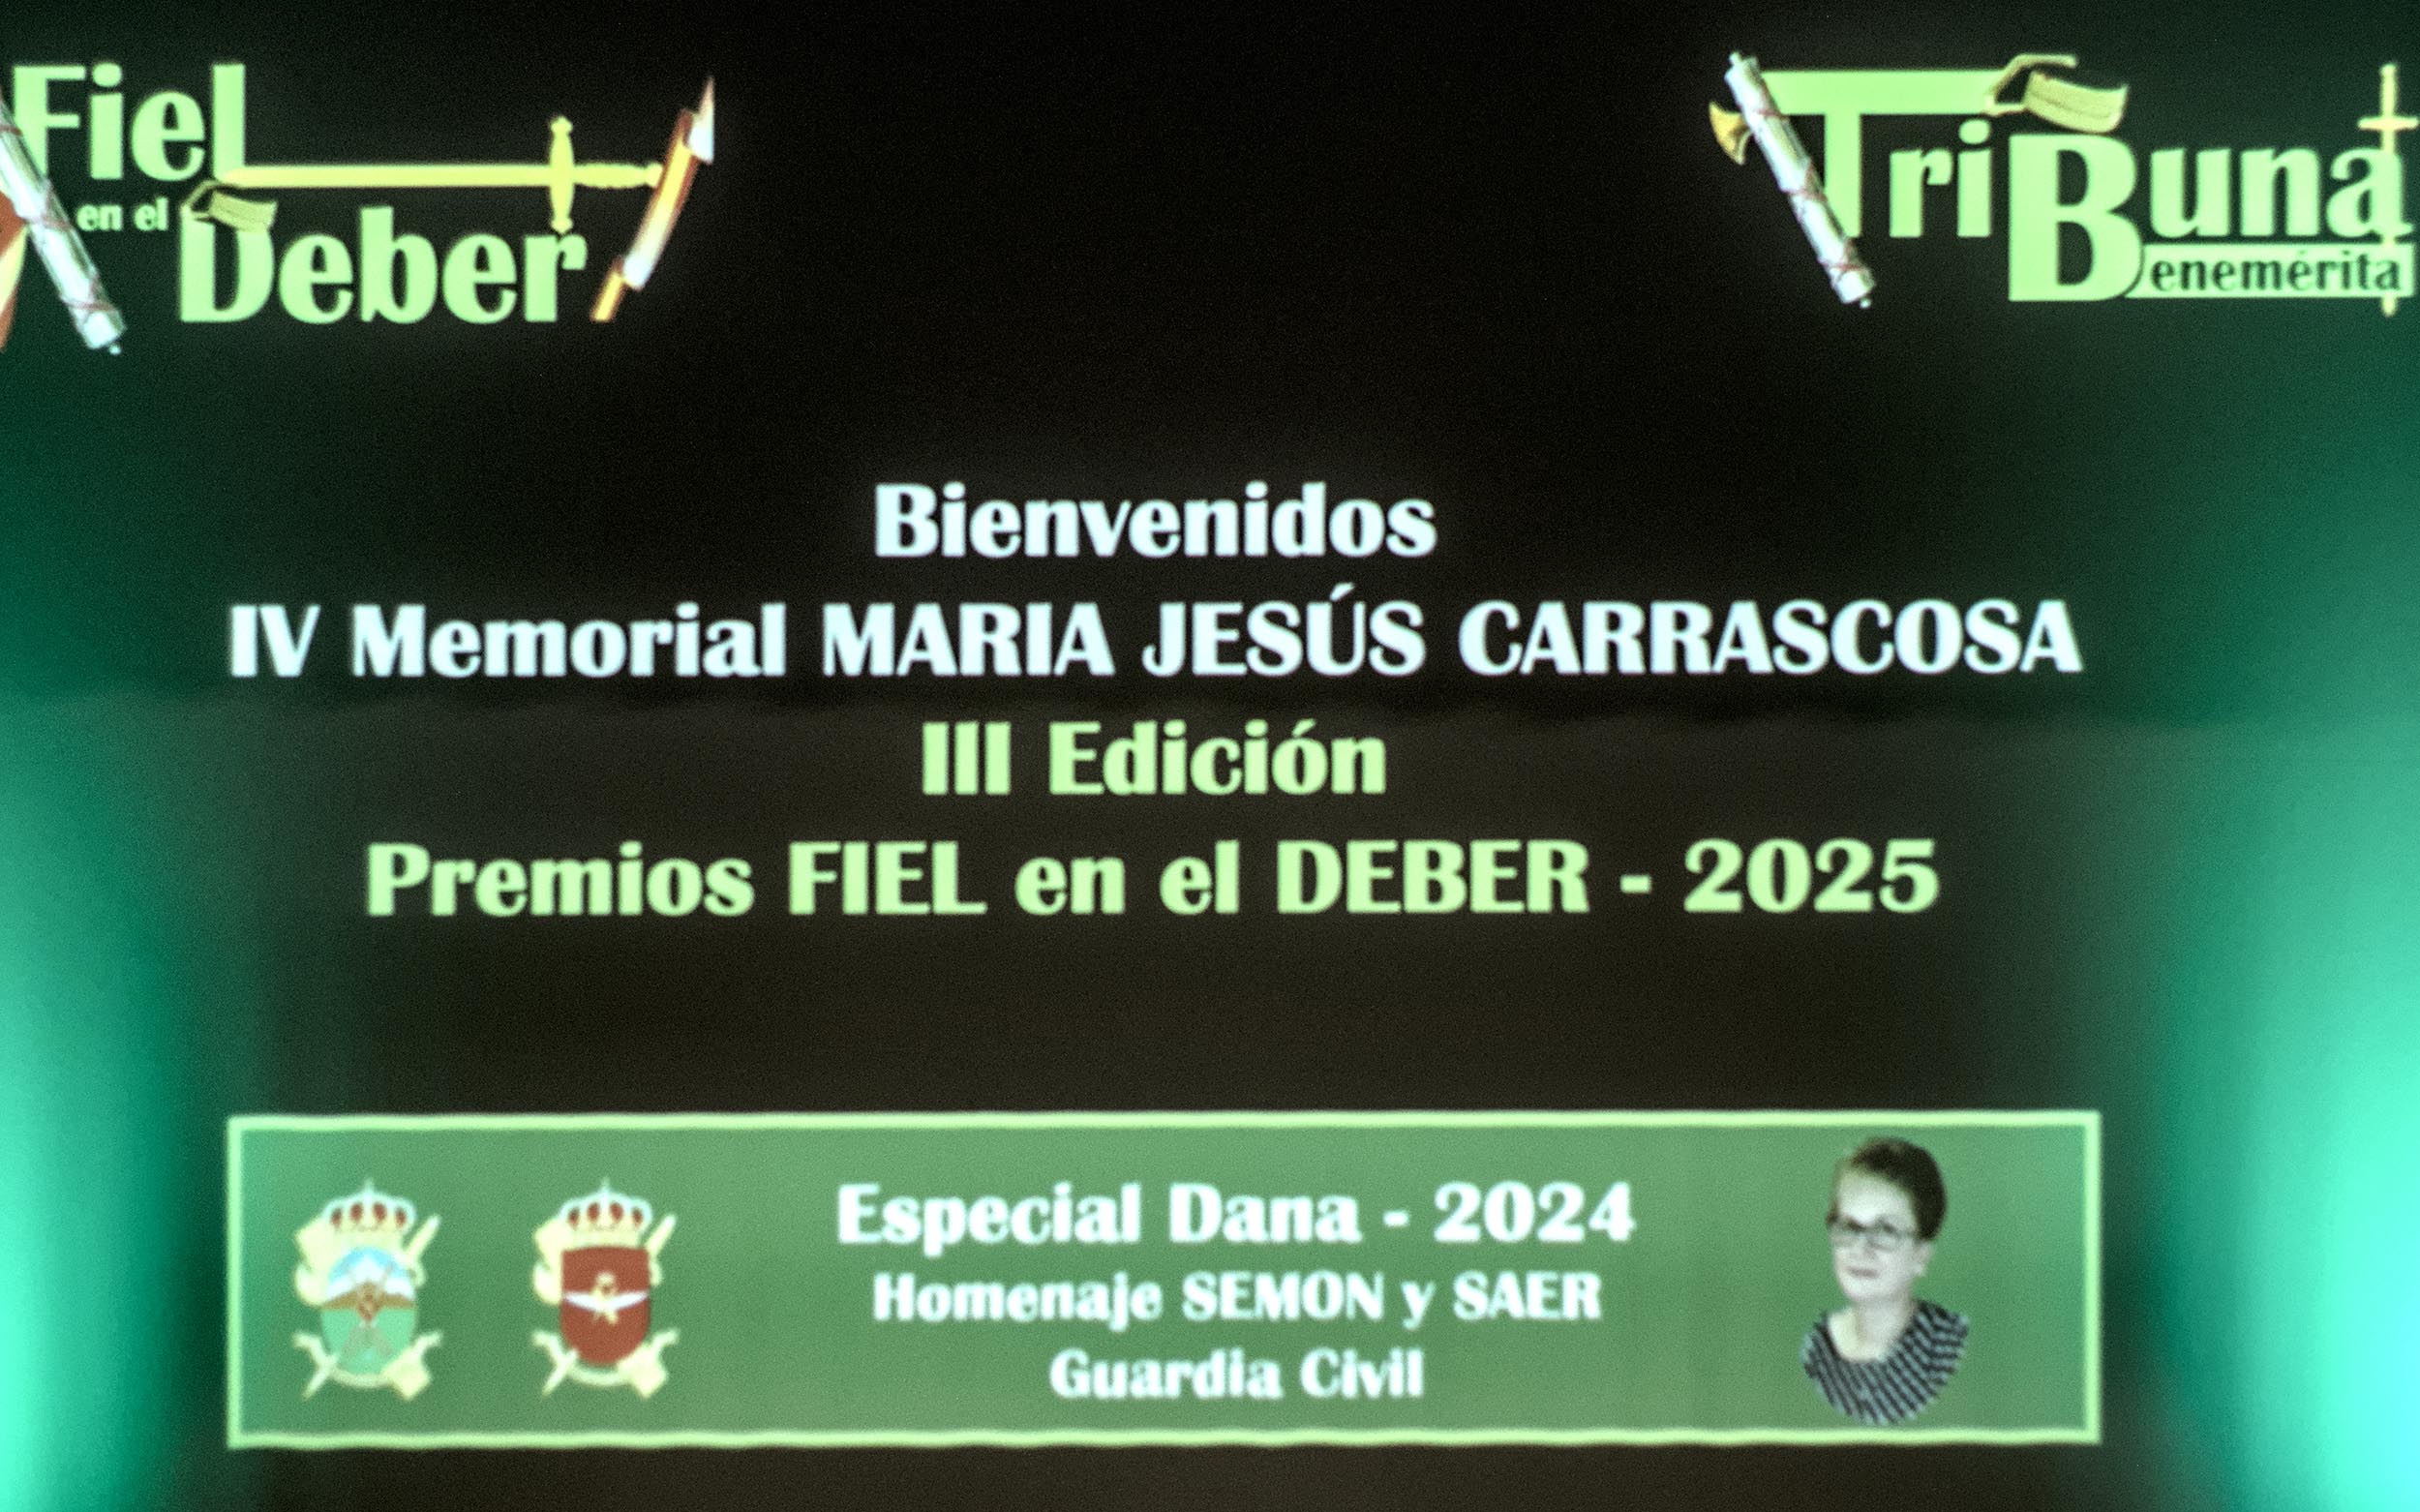 Fiel
en el
Deber
TriBuna
Benemérita
Bienvenidos
IV Memorial MARIA JESÚS CARRASCOSA
III Edición
Premios FIEL en el DEBER - 2025
Especial Dana - 2024
Homenaje SEMON y SAER
Guardia Civil